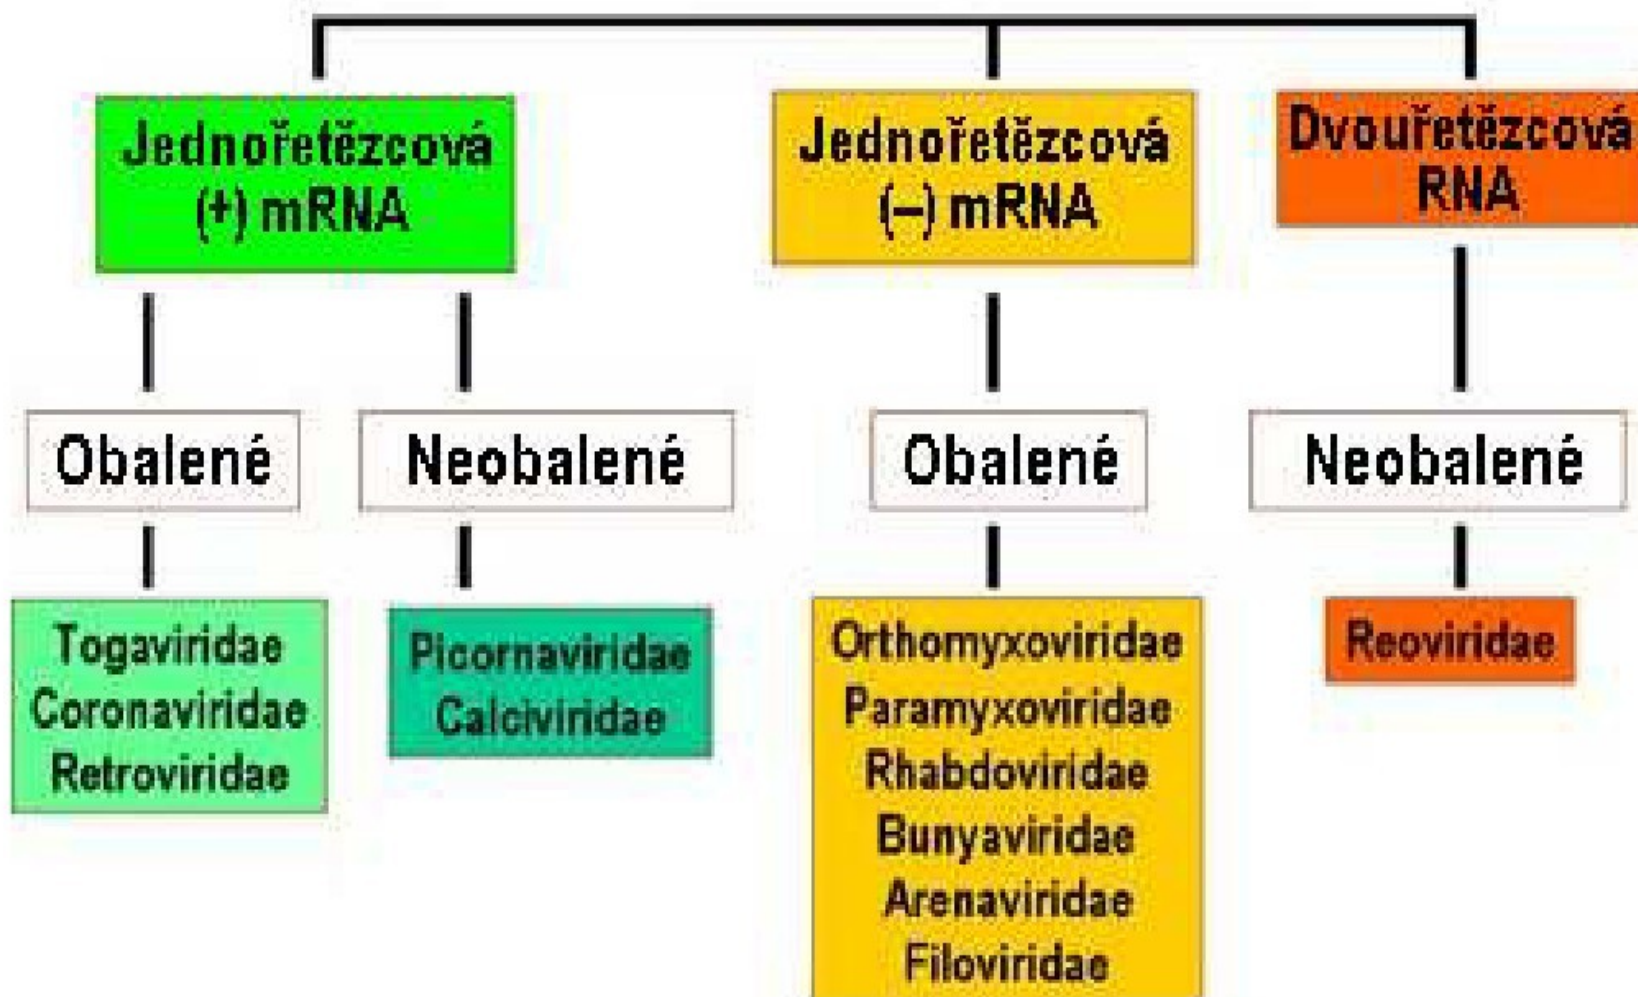 Jednořetězcová
(+) mRNA
Jednořetězcová
(–) mRNA
Dvouřetězcová
RNA
Obalené
Neobalené
Obalené
Neobalené
Togaviridae
Coronaviridae
Retroviridae
Picornaviridae
Calciviridae
Orthomyxoviridae
Paramyxoviridae
Rhabdoviridae
Bunyaviridae
Arenaviridae
Filoviridae
Reoviridae